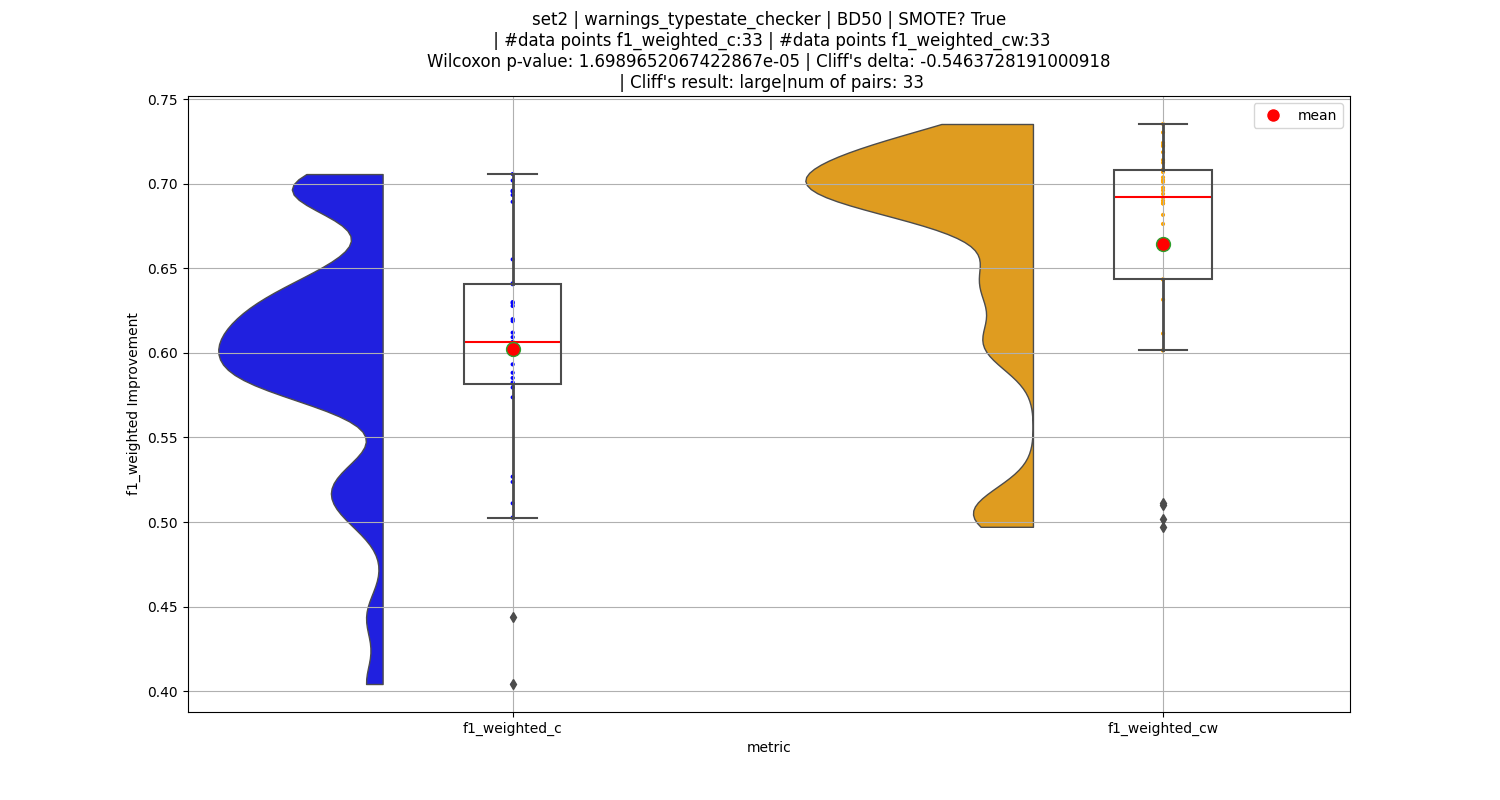 set2 | warnings_typestate_checker | BD50 | SMOTE? True
| #data points f1_weighted_c:33 | #data points f1_weighted_cw:33
Wilcoxon p-value: 1.6989652067422867e-05 | Cliff's delta: -0.5463728191000918
| Cliff's result: large|num of pairs: 33
mean
0.75
0.70
0.65
0.60
0.55
0.50
0.45
0.40
f1_weighted Improvement
f1_weighted_c
f1_weighted_cw
metric